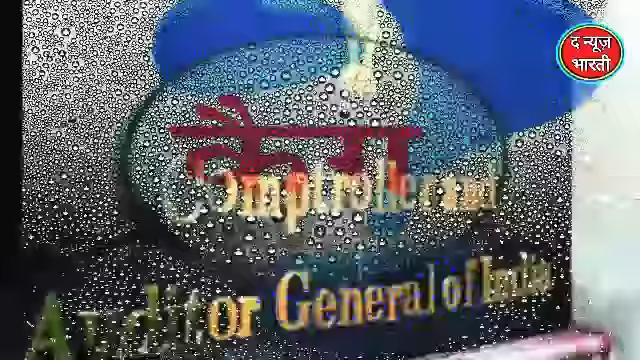 द न्यूज़
भारती
कैग
Comptroller and
Auditor General of India